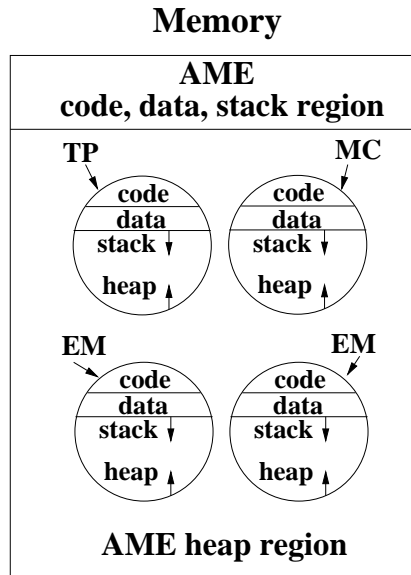 Memory
AME
code, data, stack region
TP
MC
code
data
stack
heap
code
data
stack
heap
EM
EM
code
data
stack
heap
code
data
stack
heap
AME heap region